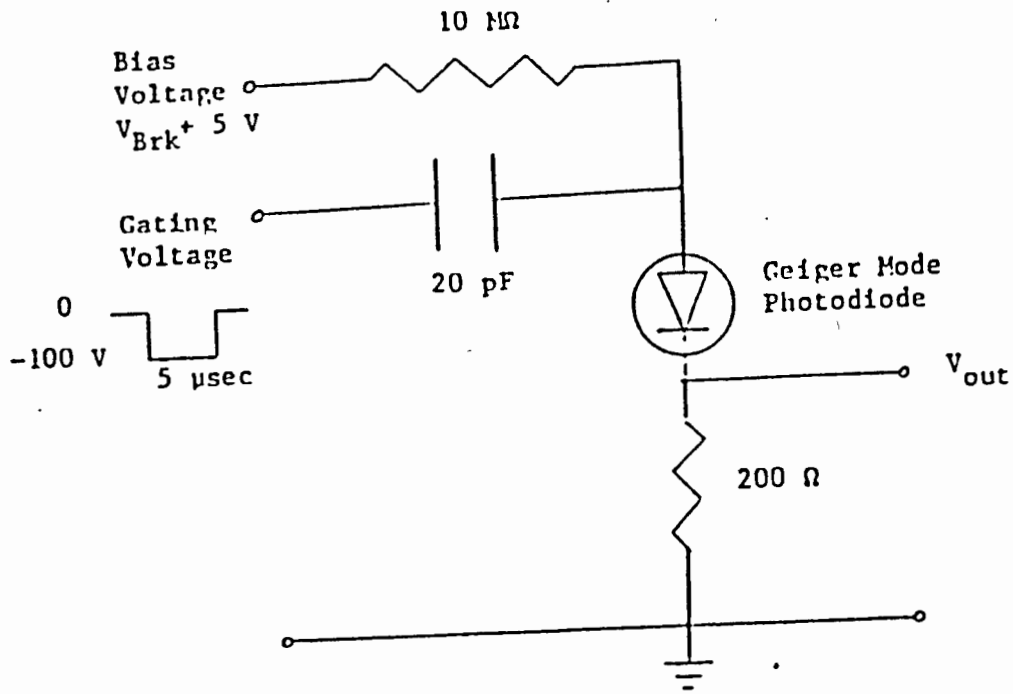 10 MΩ
Bias
Voltage
V_Brk + 5 V
Gating
Voltage
20 pF
0
-100 V
5 μsec
Geiger Mode
Photodiode
V_out
200 Ω